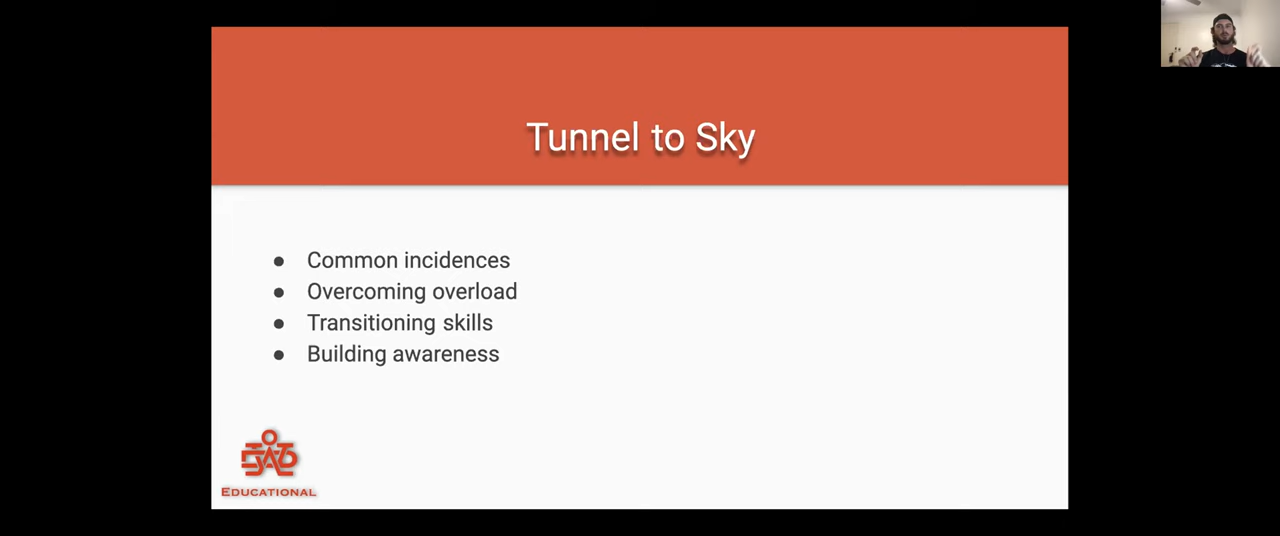 Tunnel to Sky
Common incidences
Overcoming overload
Transitioning skills
Building awareness
EDUCATIONAL